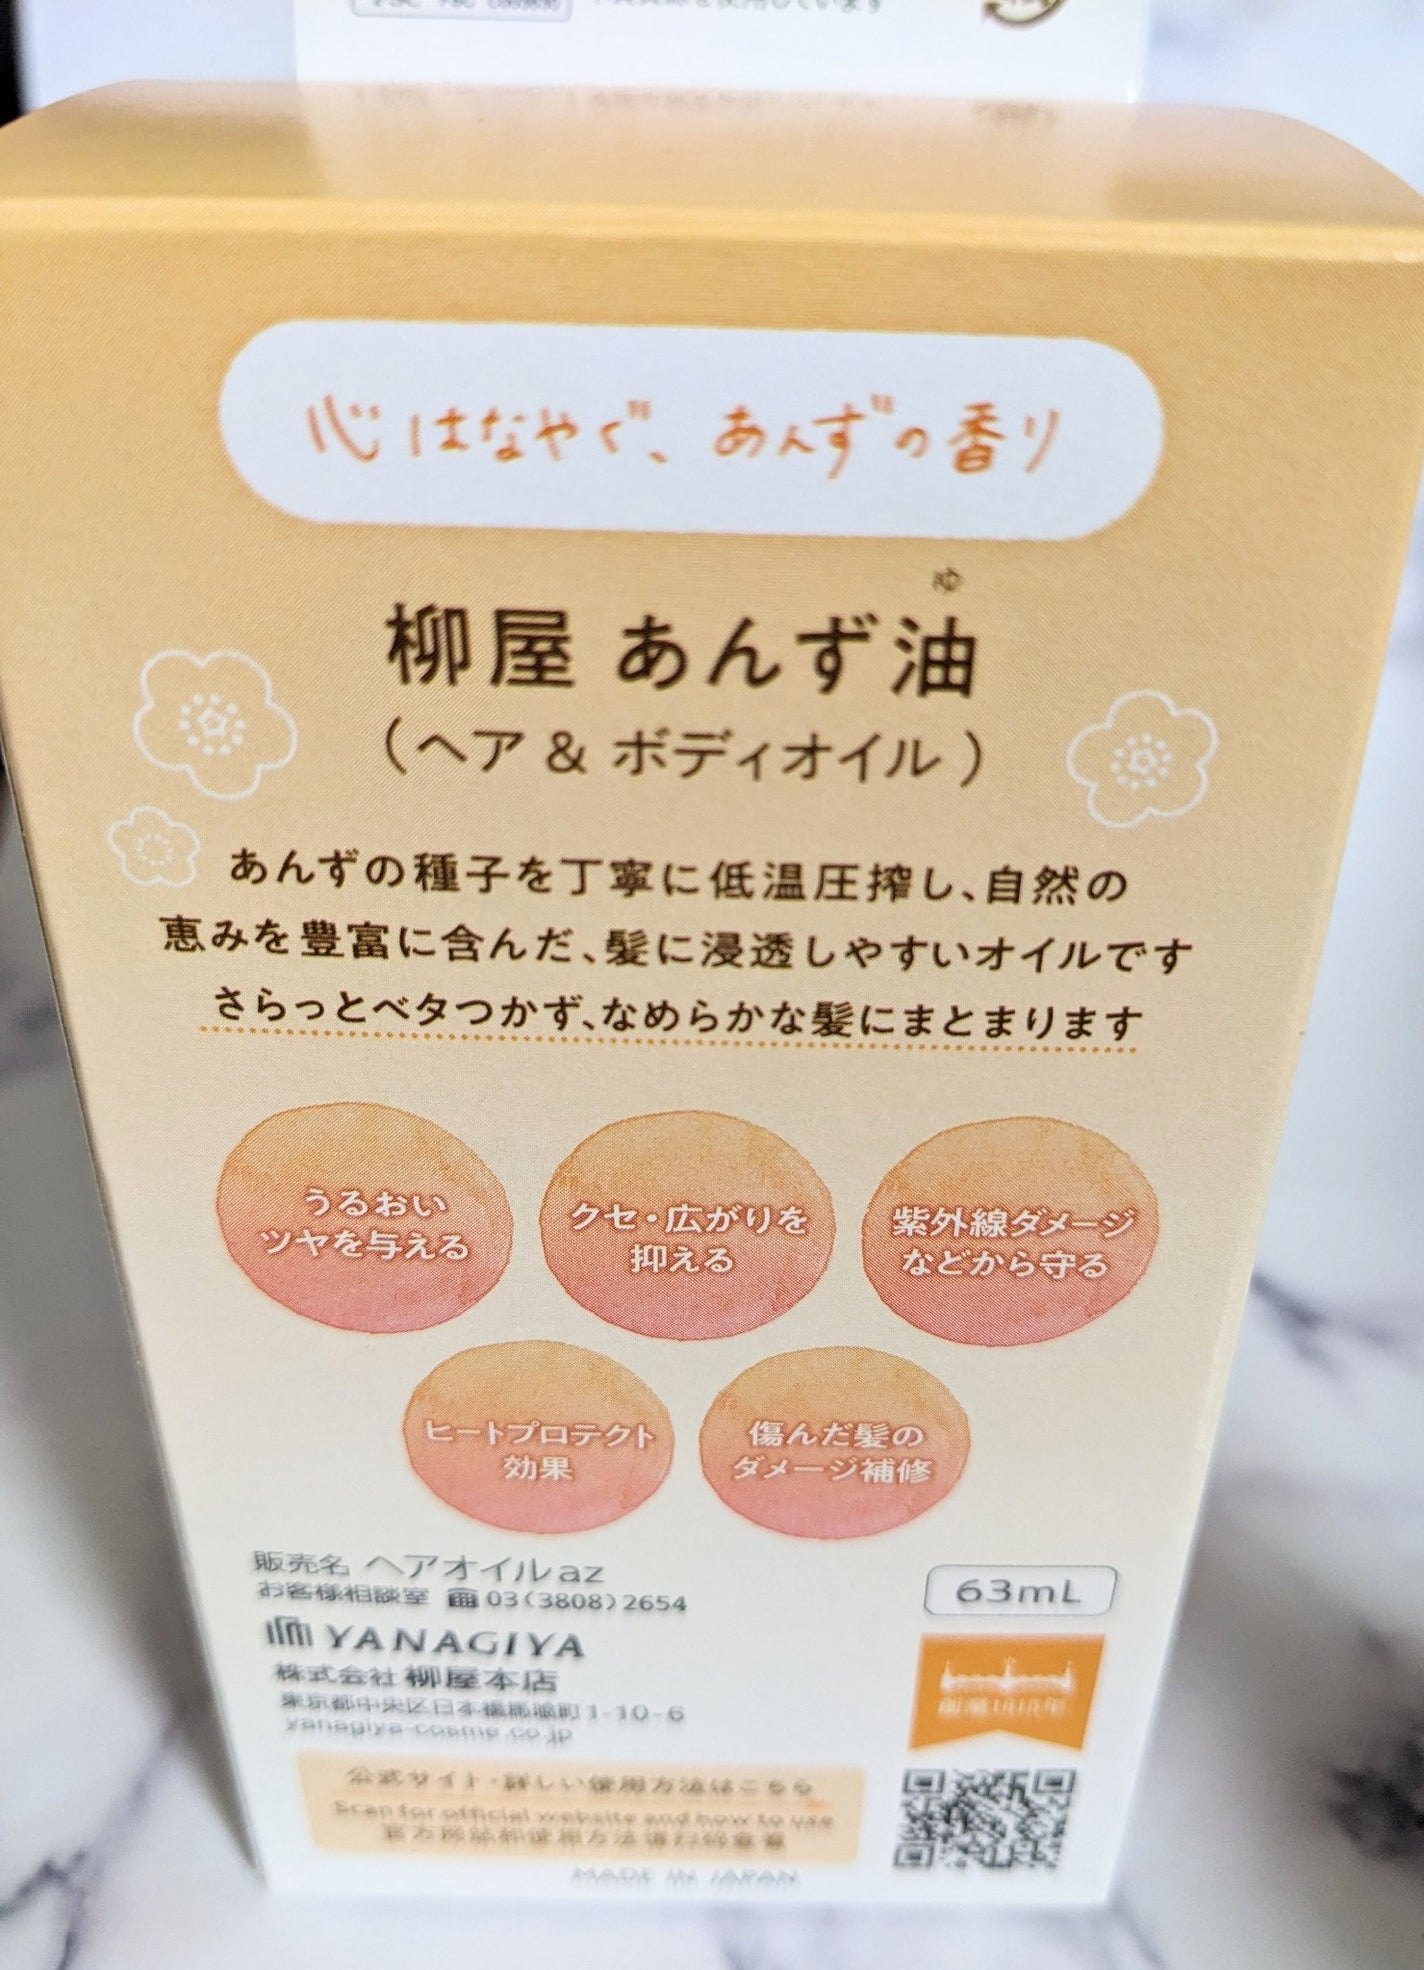 心はなやぐ、あんずの香り
ゆ
柳屋 あんず油
(ヘア & ボディオイル)
あんずの種子を丁寧に低温圧搾し、自然の
恵みを豊富に含んだ、髪に浸透しやすいオイルです
さらっとベタつかず、なめらかな髪にまとまります
うるおい
ツヤを与える
クセ・広がりを
抑える
紫外線ダメージ
などから守る
ヒートプロテクト
効果
傷んだ髪の
ダメージ補修
販売名 ヘアオイルaz
お客様相談室 03(3808)2654
63mL
YANAGIYA
株式会社 柳屋本店
東京都中央区日本橋馬喰町1-10-6
yanagiya-cosme.co.jp
公式サイト・詳しい使用方法はこちら
Scan for official website and how to use
MADE IN JAPAN